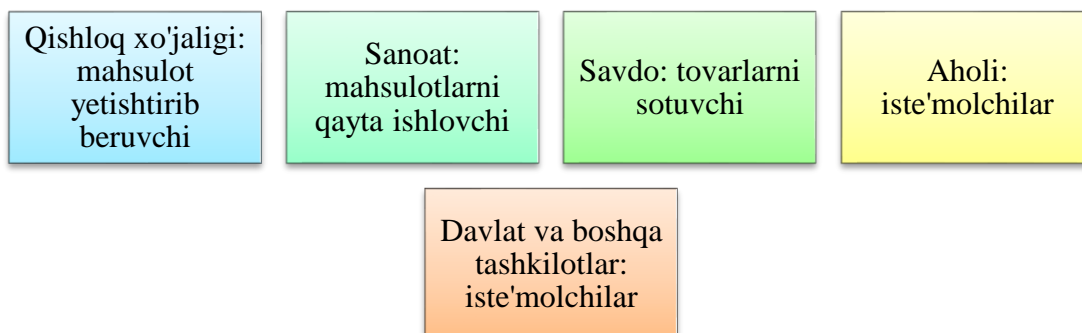 Qishloq xo'jaligi:
mahsulot
yetishtirib
beruvchi
Sanoat:
mahsulotlarni
qayta ishlovchi
Savdo: tovarlarni
sotuvchi
Aholi:
iste'molchilar
Davlat va boshqa
tashkilotlar:
iste'molchilar